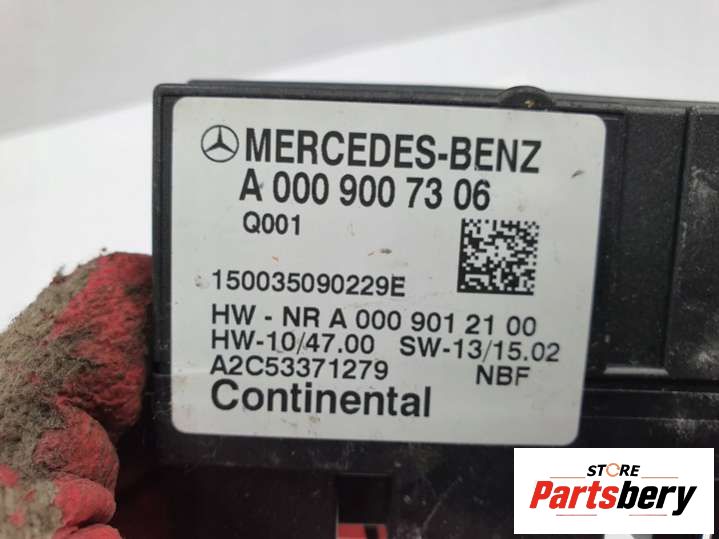 MERCEDES-BENZ
A 000 900 73 06
Q001
150035090229E
HW - NR A 000 901 21 00
HW-10/47.00 SW-13/15.02
A2C53371279 NBF
Continental
STORE
Partsbery